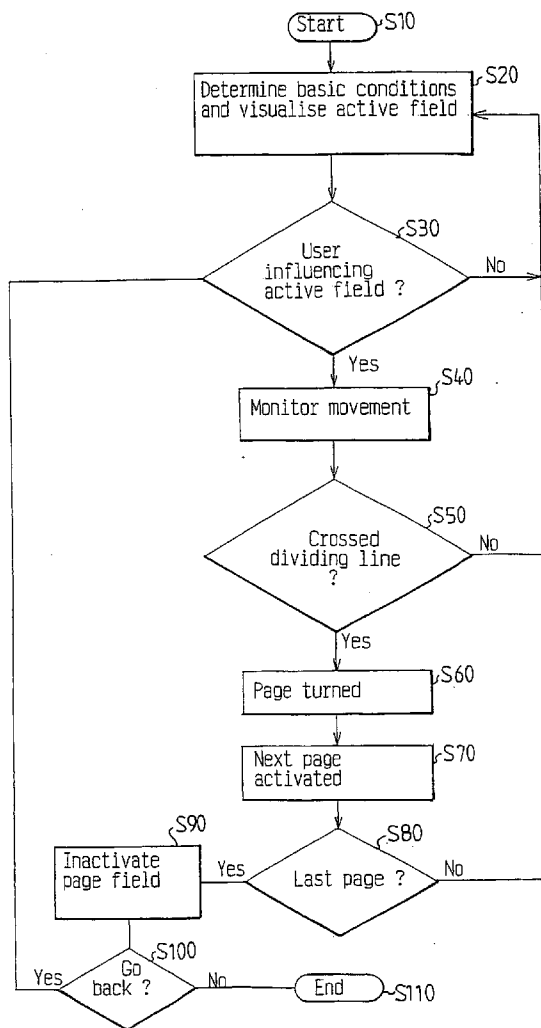 Start
S10
S20
Determine basic conditions
and visualise active field
S30
User
influencing
active field ?
No
Yes
S40
Monitor movement
S50
Crossed
dividing line
?
No
Yes
S60
Page turned
S70
Next page
activated
S80
Last page ?
No
Yes
S90
Inactivate
page field
S100
Go
back ?
Yes
No
End
S110